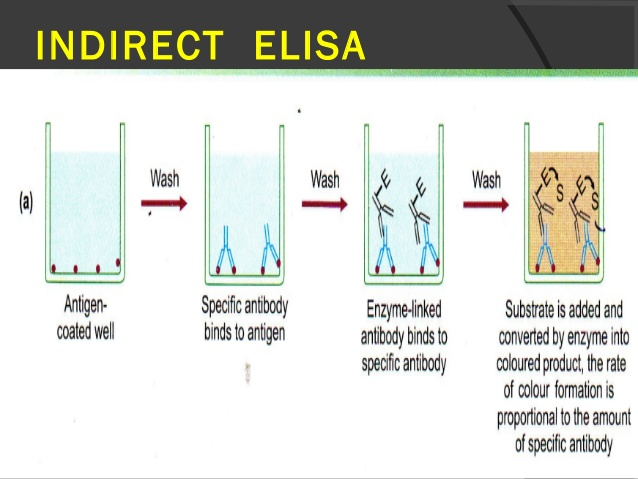 INDIRECT ELISA
(a)
Wash
Wash
Wash
E
E
E
S
E
S
Antigen-
coated well
Specific antibody
binds to antigen
Enzyme-linked
antibody binds to
specific antibody
Substrate is added and
converted by enzyme into
coloured product, the rate
of colour formation is
proportional to the amount
of specific antibody